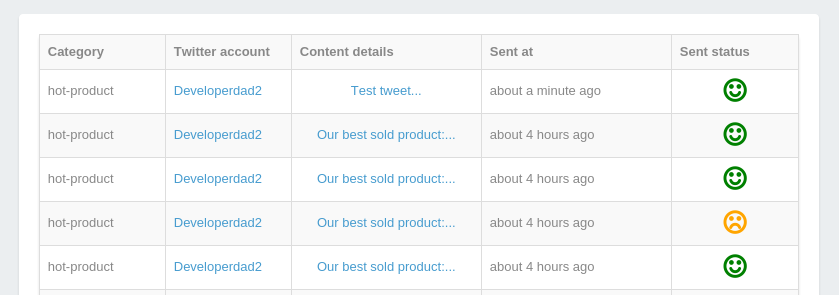 Category Twitter account Content details Sent at Sent status
hot-product Developerdad2 Test tweet... about a minute ago
hot-product Developerdad2 Our best sold product:... about 4 hours ago
hot-product Developerdad2 Our best sold product:... about 4 hours ago
hot-product Developerdad2 Our best sold product:... about 4 hours ago
hot-product Developerdad2 Our best sold product:... about 4 hours ago